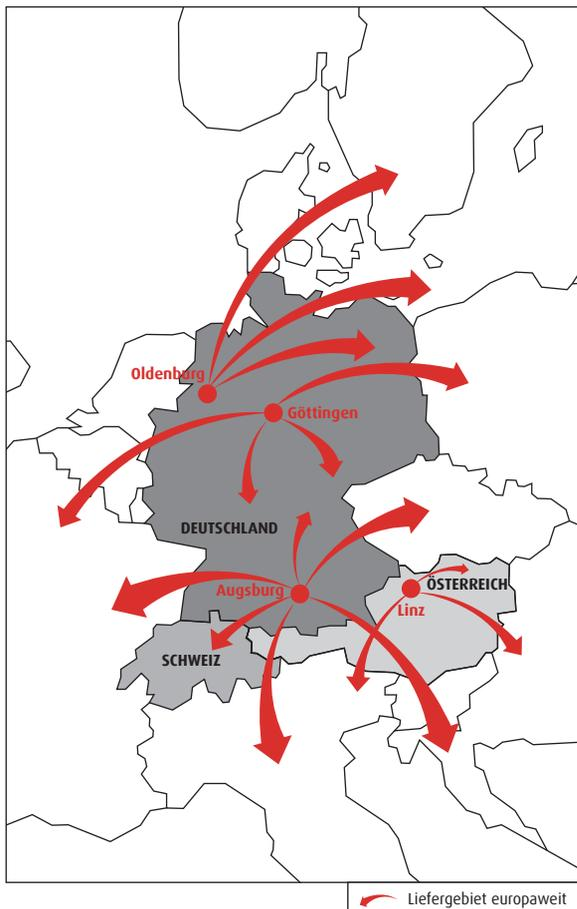 Oldenburg
Göttingen
DEUTSCHLAND
Augsburg
ÖSTERREICH
Linz
SCHWEIZ
Liefergebiet europaweit